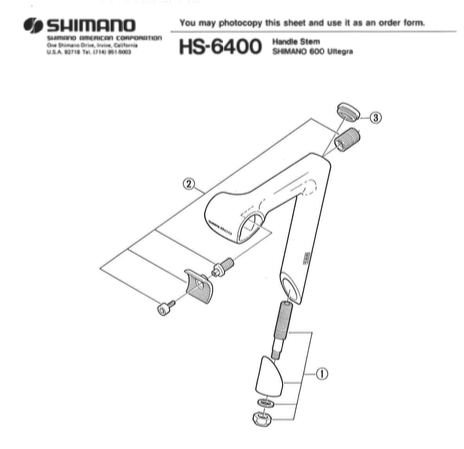 SHIMANO
SHIMANO AMERICAN CORPORATION
One Shimano Drive, Irvine, California
U.S.A. 92718 Tel. (714) 951-5003
You may photocopy this sheet and use it as an order form.
HS-6400
Handle Stem
SHIMANO 600 Ultegra
③
②
①